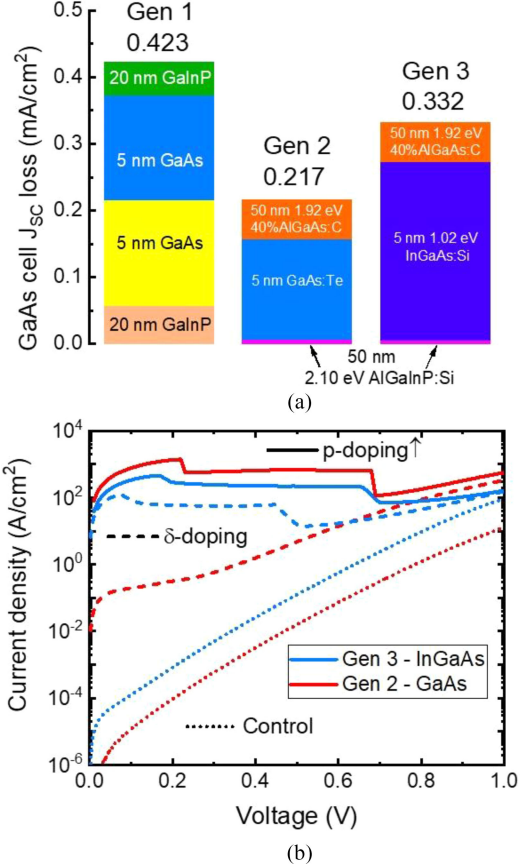 Gen 1
0.423
Gen 2
0.217
Gen 3
0.332
GaAs cell JSC loss (mA/cm2)
0.5
0.4
0.3
0.2
0.1
0.0
20 nm GaInP
5 nm GaAs
5 nm GaAs
20 nm GaInP
50 nm 1.92 eV
40%AlGaAs:C
5 nm GaAs:Te
50 nm 1.92 eV
40%AlGaAs:C
5 nm 1.02 eV
InGaAs:Si
50 nm
2.10 eV AlGaInP:Si
(a)
Current density (A/cm2)
10^4
10^2
10^0
10^-2
10^-4
10^-6
p-doping↑
δ-doping
Gen 3 - InGaAs
Gen 2 - GaAs
Control
0.0 0.2 0.4 0.6 0.8 1.0
Voltage (V)
(b)